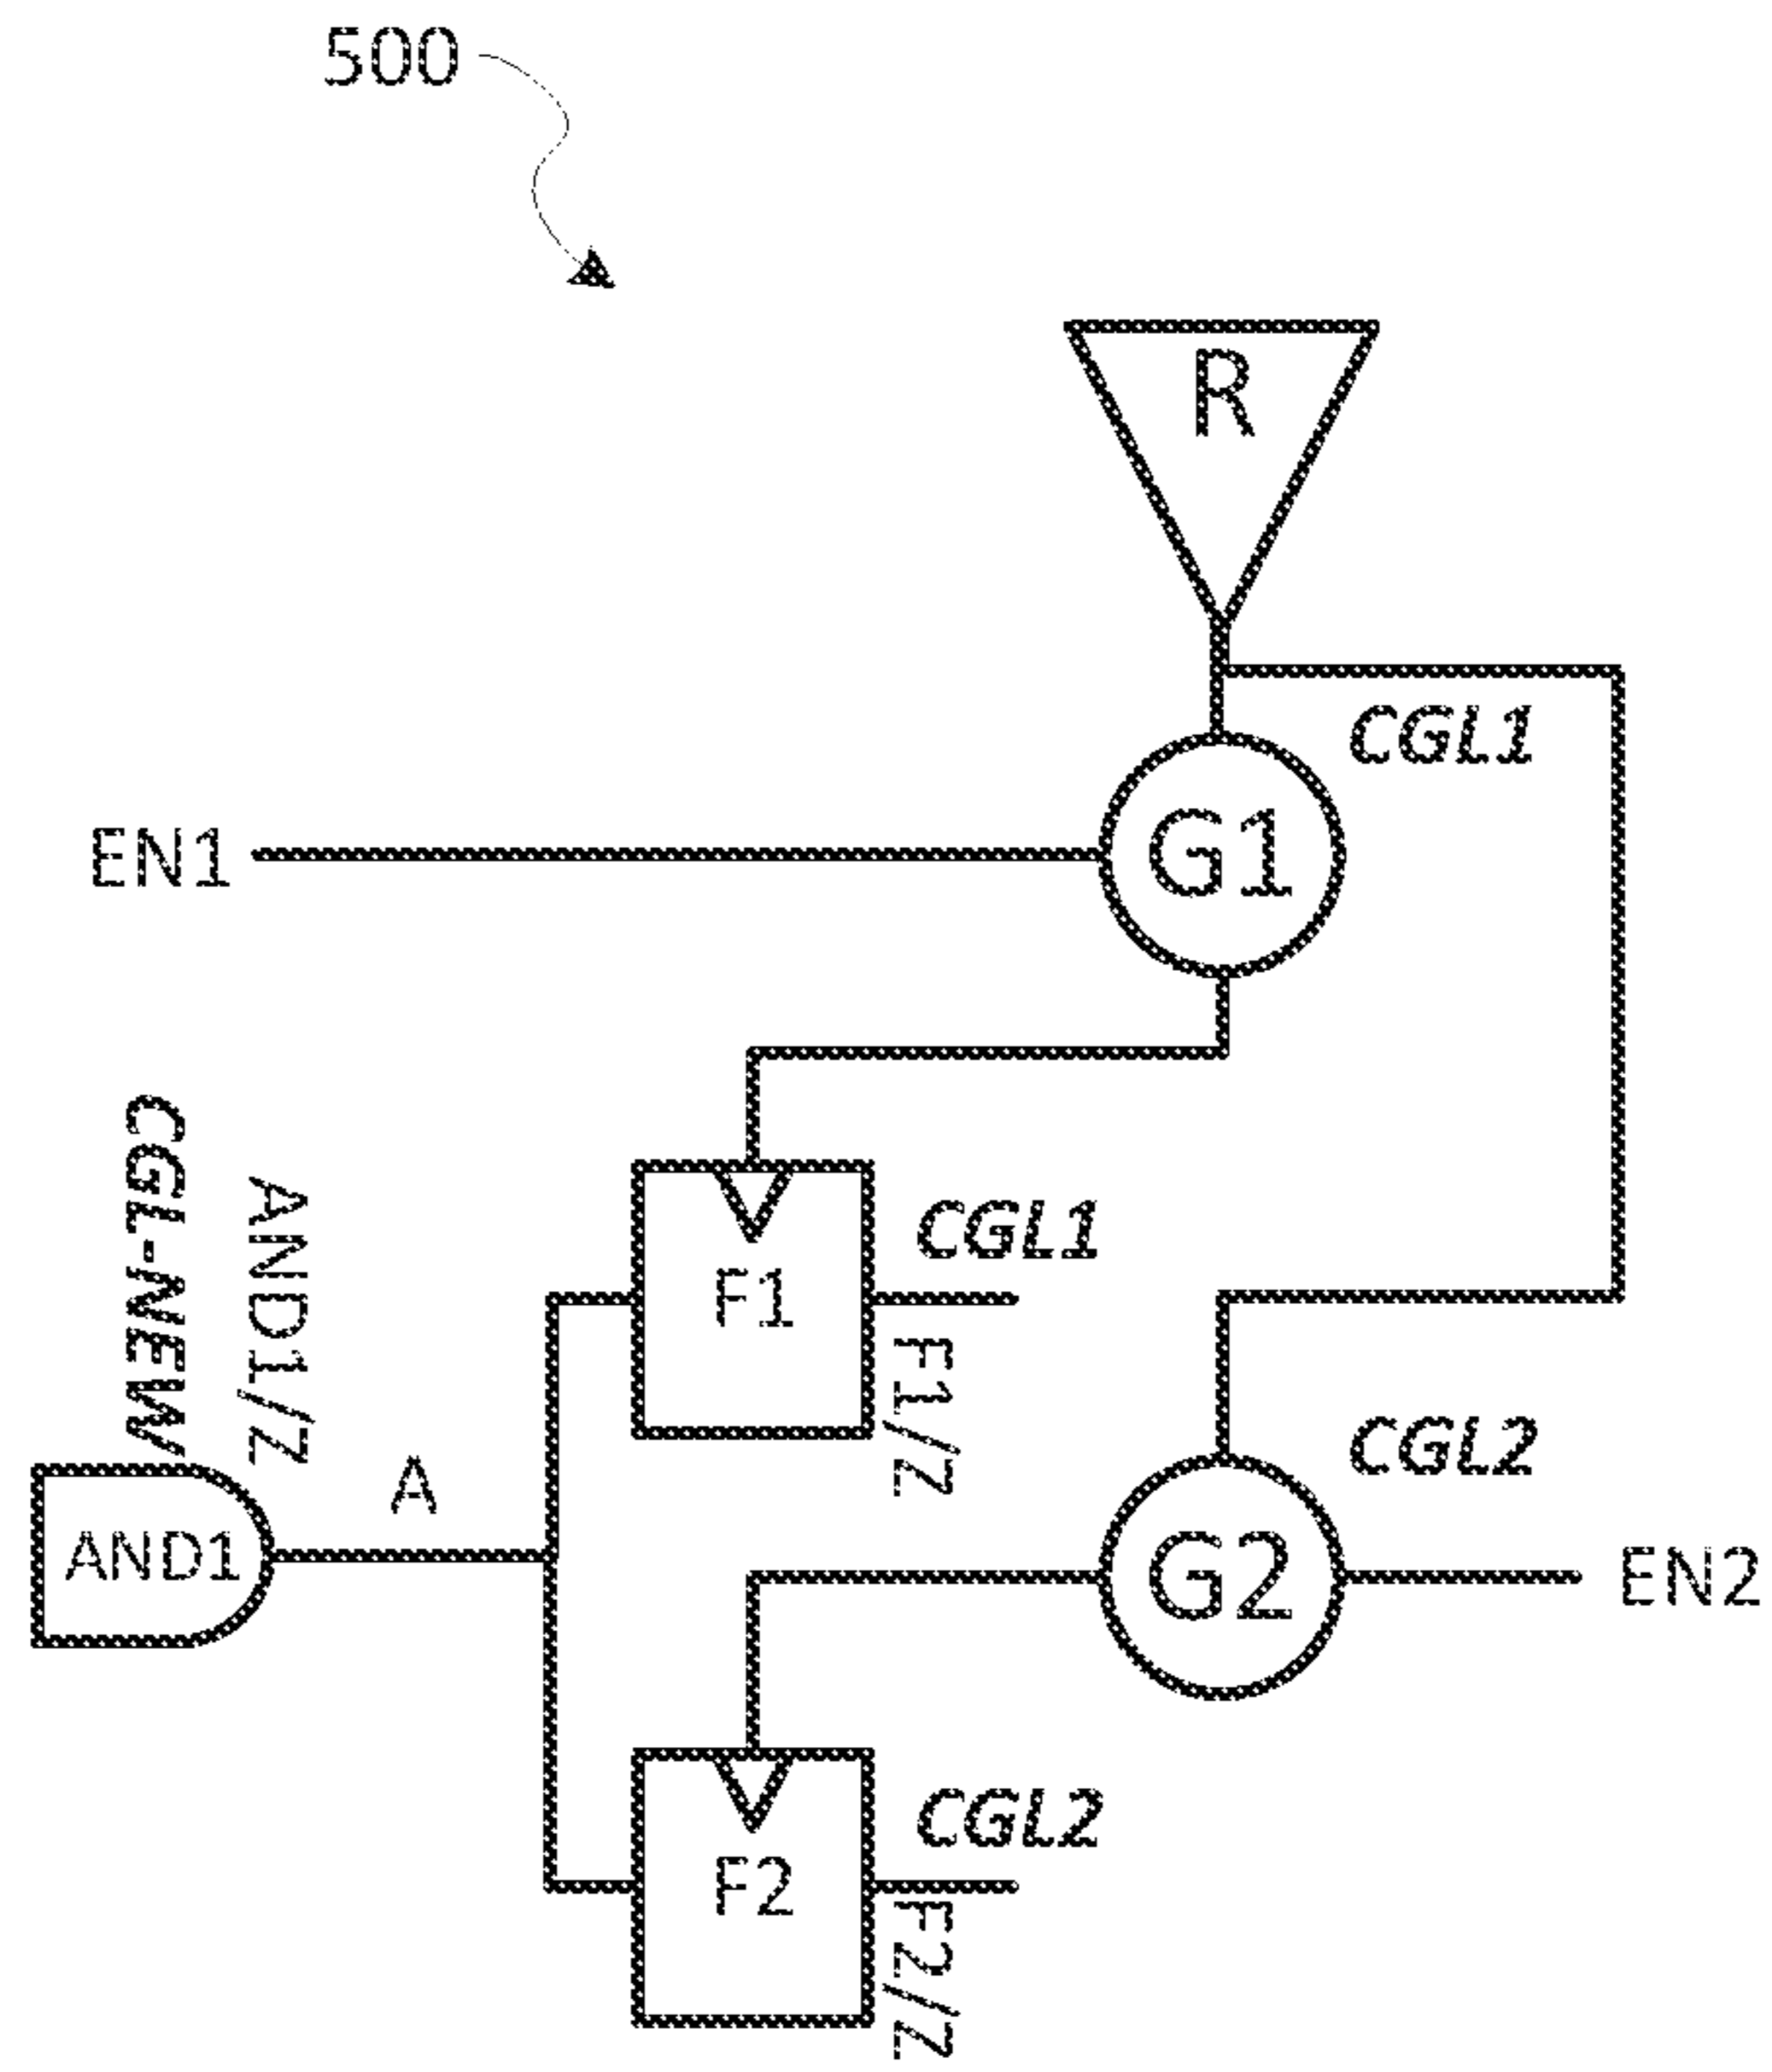 500
R
CGL1
EN1
G1
CGL-NEW
AND1/Z
CGL1
F1
F1/Z
CGL2
A
AND1
G2
EN2
CGL2
F2
F2/Z